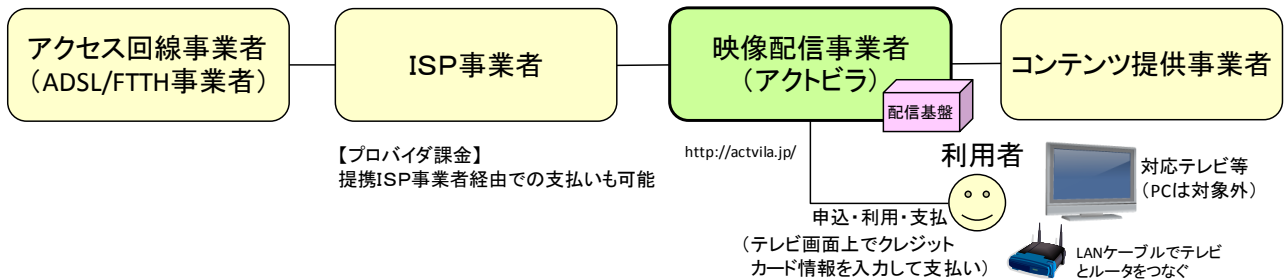 アクセス回線事業者
（ADSL/FTTH事業者）
ＩＳＰ事業者
映像配信事業者
（アクトビラ）
配信基盤
コンテンツ提供事業者
【プロバイダ課金】
提携ＩＳＰ事業者経由での支払いも可能
http://actvila.jp/
利用者
対応テレビ等
（PCは対象外）
申込・利用・支払
（テレビ画面上でクレジット
カード情報を入力して支払い）
LANケーブルでテレビ
とルータをつなぐ